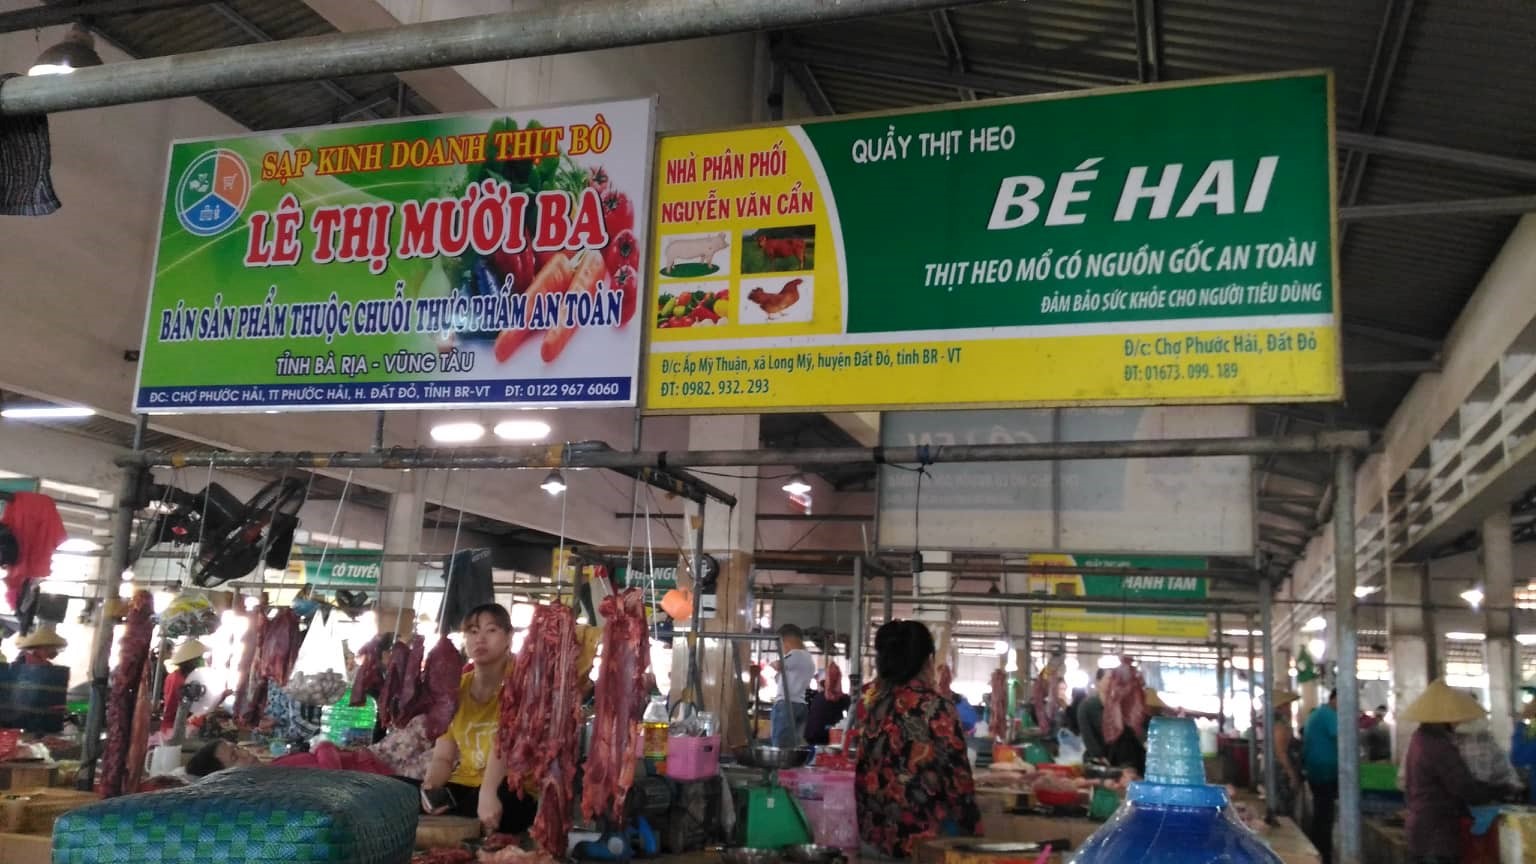 SẠP KINH DOANH THỊT BÒ
LÊ THỊ MƯỜI BA
BÁN SẢN PHẨM THUỘC CHUỖI THỰC PHẨM AN TOÀN
TỈNH BÀ RỊA - VŨNG TÀU
ĐC: CHỢ PHƯỚC HẢI, TT PHƯỚC HẢI, H. ĐẤT ĐỎ, TỈNH BR-VT ĐT: 0122 967 6060
NHÀ PHÂN PHỐI
NGUYỄN VĂN CẨN
QUẦY THỊT HEO
BÉ HAI
THỊT HEO MỔ CÓ NGUỒN GỐC AN TOÀN
ĐẢM BẢO SỨC KHỎE CHO NGƯỜI TIÊU DÙNG
Đ/c: Ấp Mỹ Thuận, xã Long Mỹ, huyện Đất Đỏ, tỉnh BR - VT
ĐT: 0982. 932. 293
Đ/c: Chợ Phước Hải, Đất Đỏ
ĐT: 01673. 099. 189
CÔ TUYỀN
HẠNH TÂM